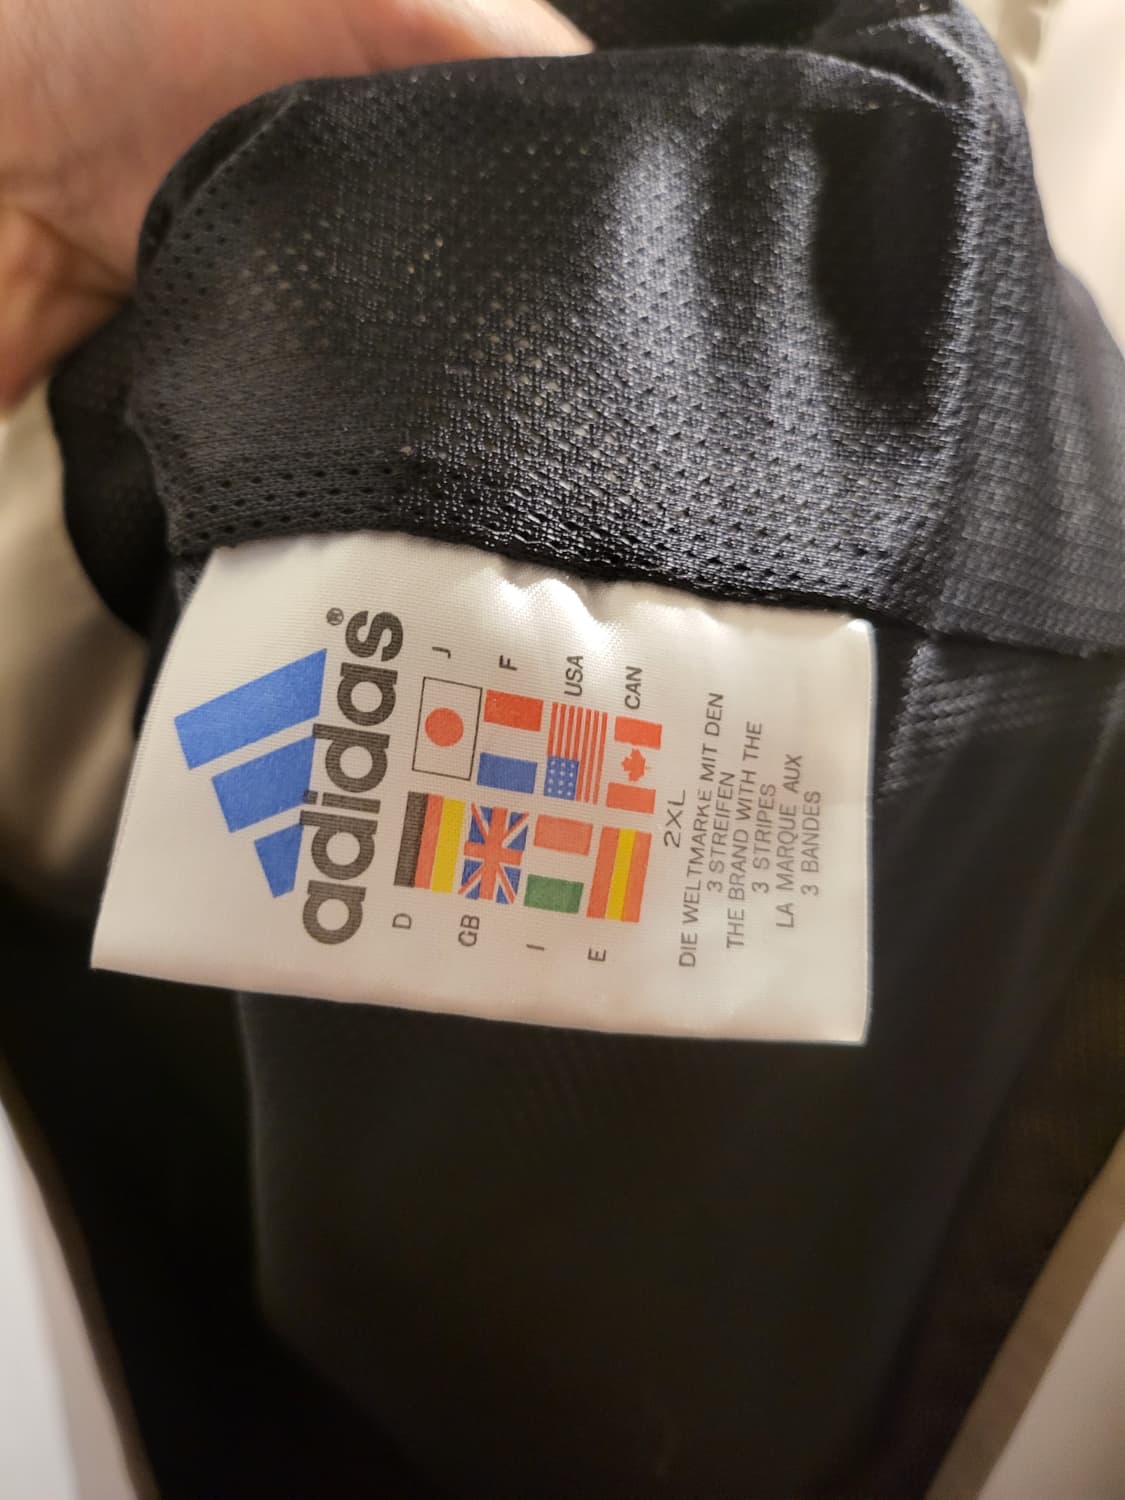 adidas®
D J
GB F
I USA
E CAN
2XL
DIE WELTMARKE MIT DEN
3 STREIFEN
THE BRAND WITH THE
3 STRIPES
LA MARQUE AUX
3 BANDES